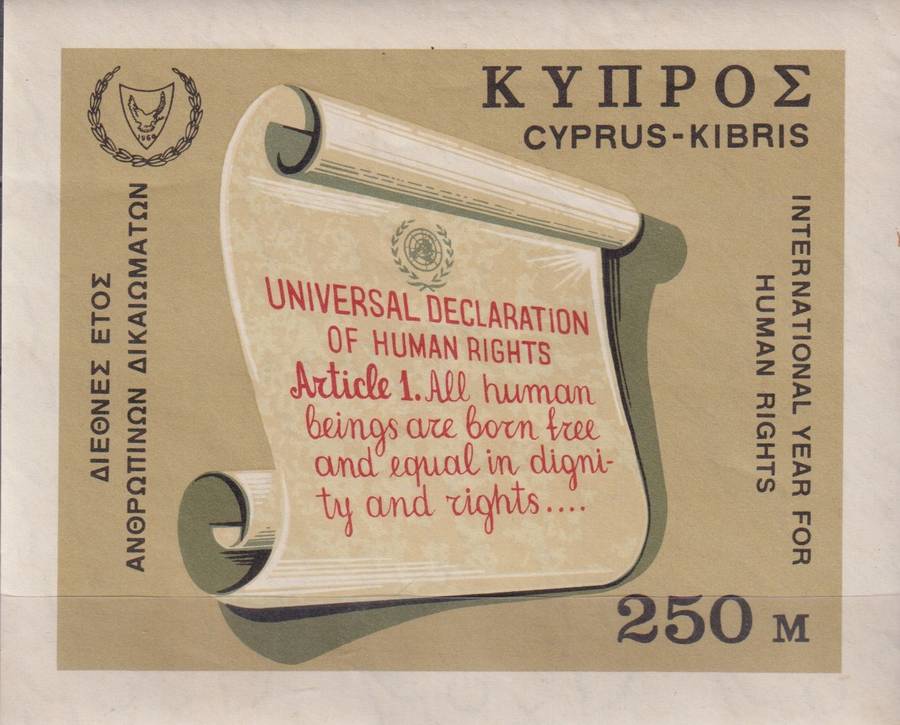 ΚΥΠΡΟΣ
CYPRUS-KIBRIS
1960
ΔΙΕΘΝΕΣ ΕΤΟΣ
ΑΝΘΡΩΠΙΝΩΝ ΔΙΚΑΙΩΜΑΤΩΝ
UNIVERSAL DECLARATION
OF HUMAN RIGHTS
Article 1. All human
beings are born free
and equal in digni-
ty and rights....
INTERNATIONAL YEAR FOR
HUMAN RIGHTS
250 M